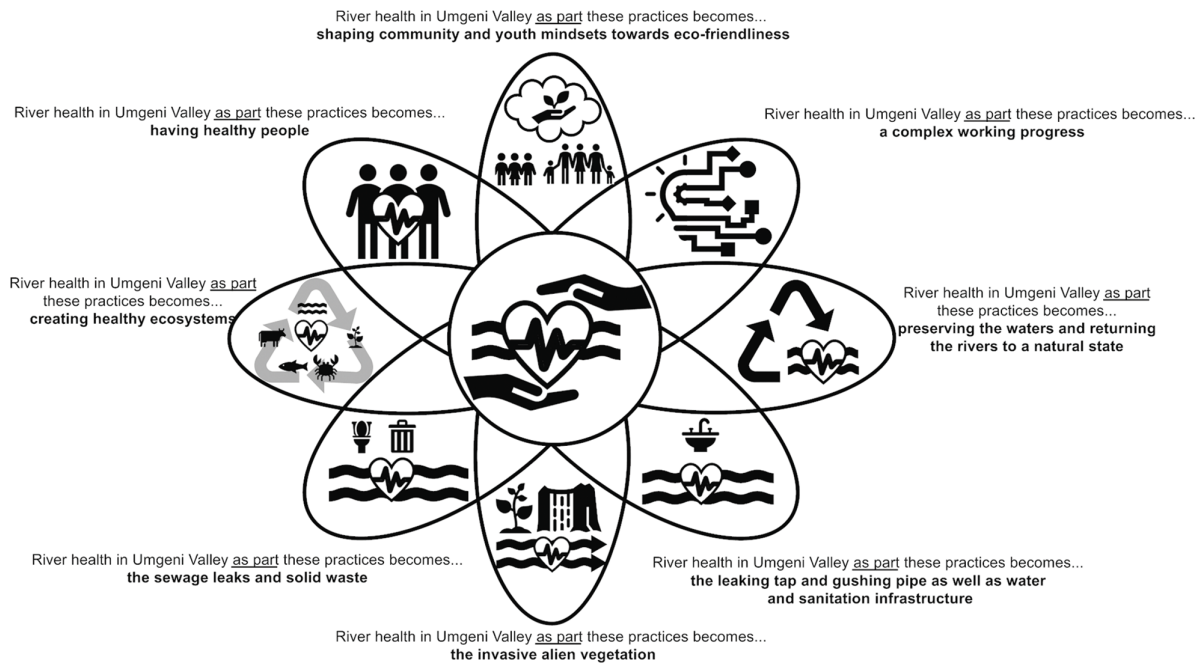 River health in Umgeni Valley as part these practices becomes...
shaping community and youth mindsets towards eco-friendliness
River health in Umgeni Valley as part these practices becomes...
having healthy people
River health in Umgeni Valley as part these practices becomes...
a complex working progress
River health in Umgeni Valley as part
these practices becomes...
creating healthy ecosystems
River health in Umgeni Valley as part
these practices becomes...
preserving the waters and returning
the rivers to a natural state
River health in Umgeni Valley as part these practices becomes...
the sewage leaks and solid waste
River health in Umgeni Valley as part these practices becomes...
the leaking tap and gushing pipe as well as water
and sanitation infrastructure
River health in Umgeni Valley as part these practices becomes...
the invasive alien vegetation